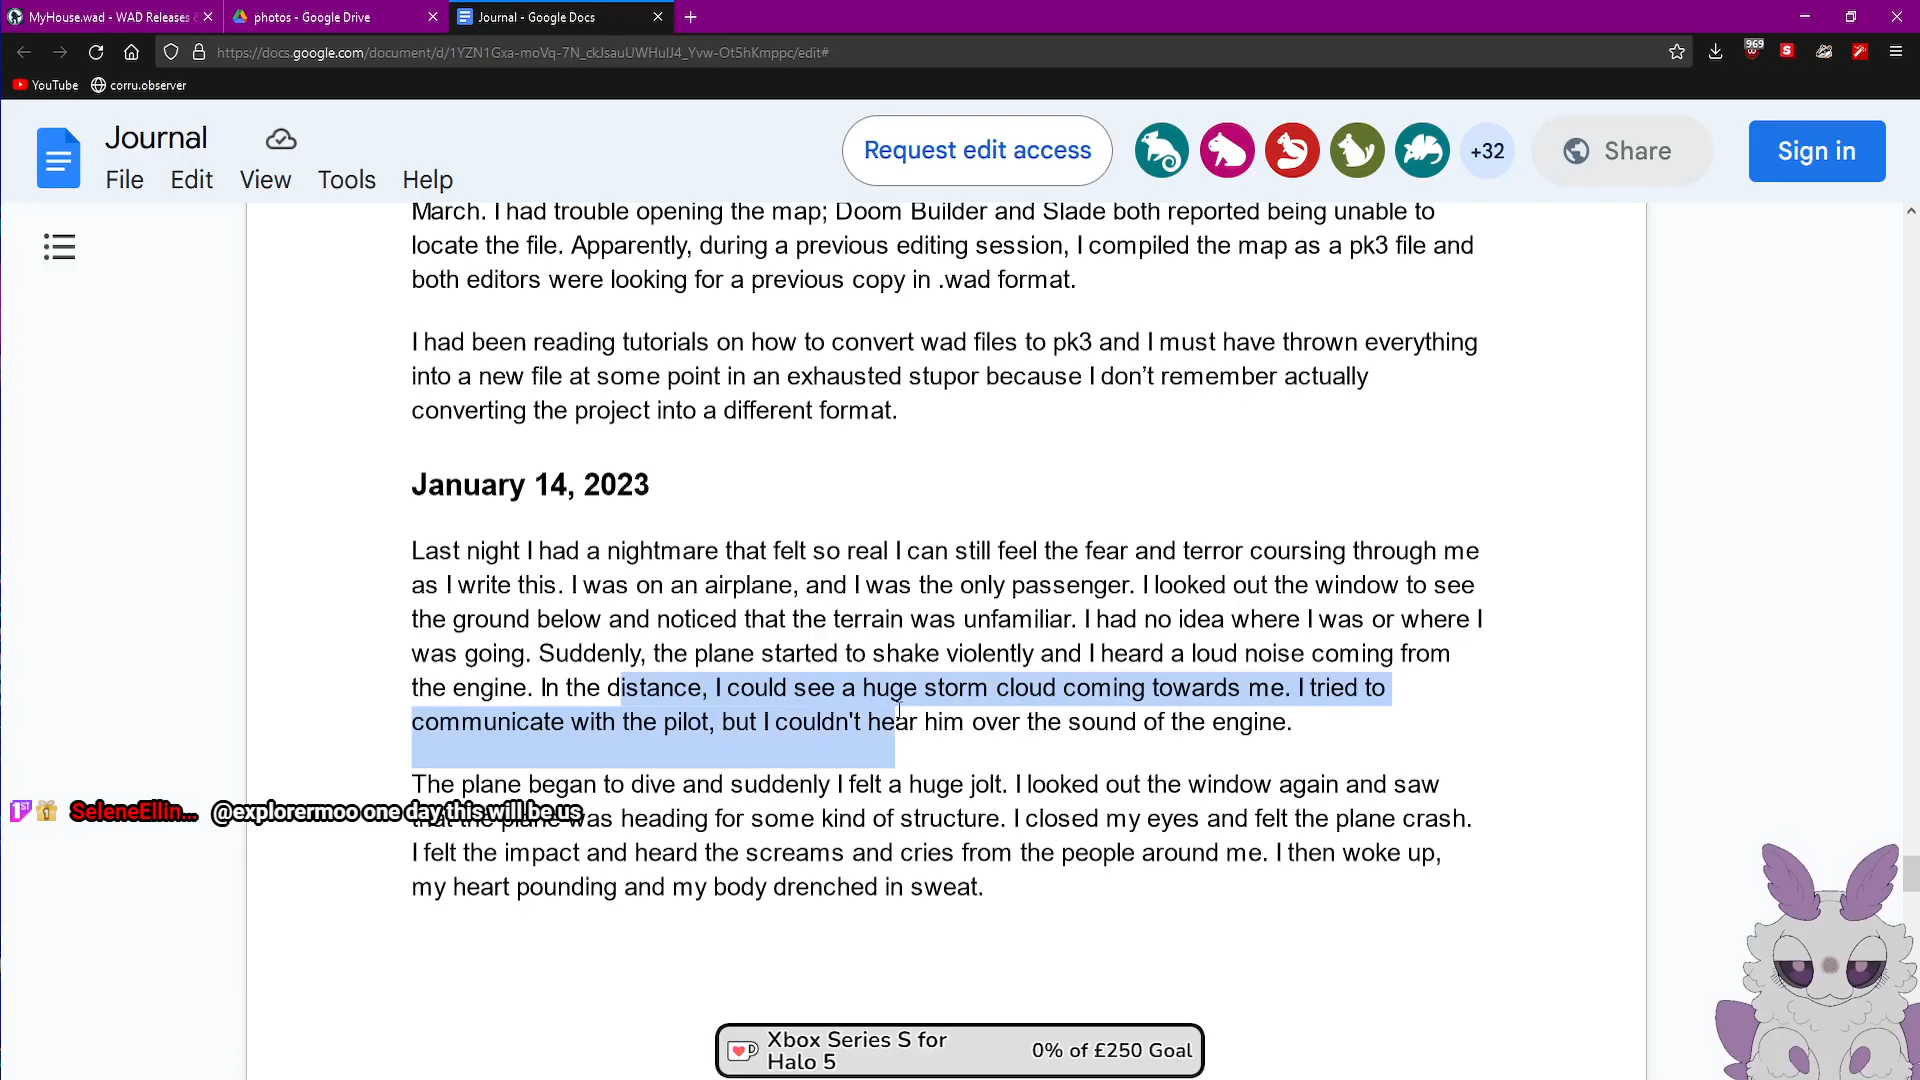 MyHouse.wad - WAD Releases &
photos - Google Drive
Journal - Google Docs
https://docs.google.com/document/d/1YZN1Gxa-moVq-7N_ckJsauUWHulJ4_Yvw-Ot5hKmppc/edit#
969
S
YouTube
corru.observer
Journal
Request edit access
+32
Share
Sign in
File Edit View Tools Help
March. I had trouble opening the map; Doom Builder and Slade both reported being unable to
locate the file. Apparently, during a previous editing session, I compiled the map as a pk3 file and
both editors were looking for a previous copy in .wad format.
I had been reading tutorials on how to convert wad files to pk3 and I must have thrown everything
into a new file at some point in an exhausted stupor because I don’t remember actually
converting the project into a different format.
January 14, 2023
Last night I had a nightmare that felt so real I can still feel the fear and terror coursing through me
as I write this. I was on an airplane, and I was the only passenger. I looked out the window to see
the ground below and noticed that the terrain was unfamiliar. I had no idea where I was or where I
was going. Suddenly, the plane started to shake violently and I heard a loud noise coming from
the engine. In the distance, I could see a huge storm cloud coming towards me. I tried to
communicate with the pilot, but I couldn't hear him over the sound of the engine.
The plane began to dive and suddenly I felt a huge jolt. I looked out the window again and saw
that the plane was heading for some kind of structure. I closed my eyes and felt the plane crash.
I felt the impact and heard the screams and cries from the people around me. I then woke up,
my heart pounding and my body drenched in sweat.
1ST 1 SeleneEllin... @explorermoo one day this will be us
Xbox Series S for
Halo 5
0% of £250 Goal